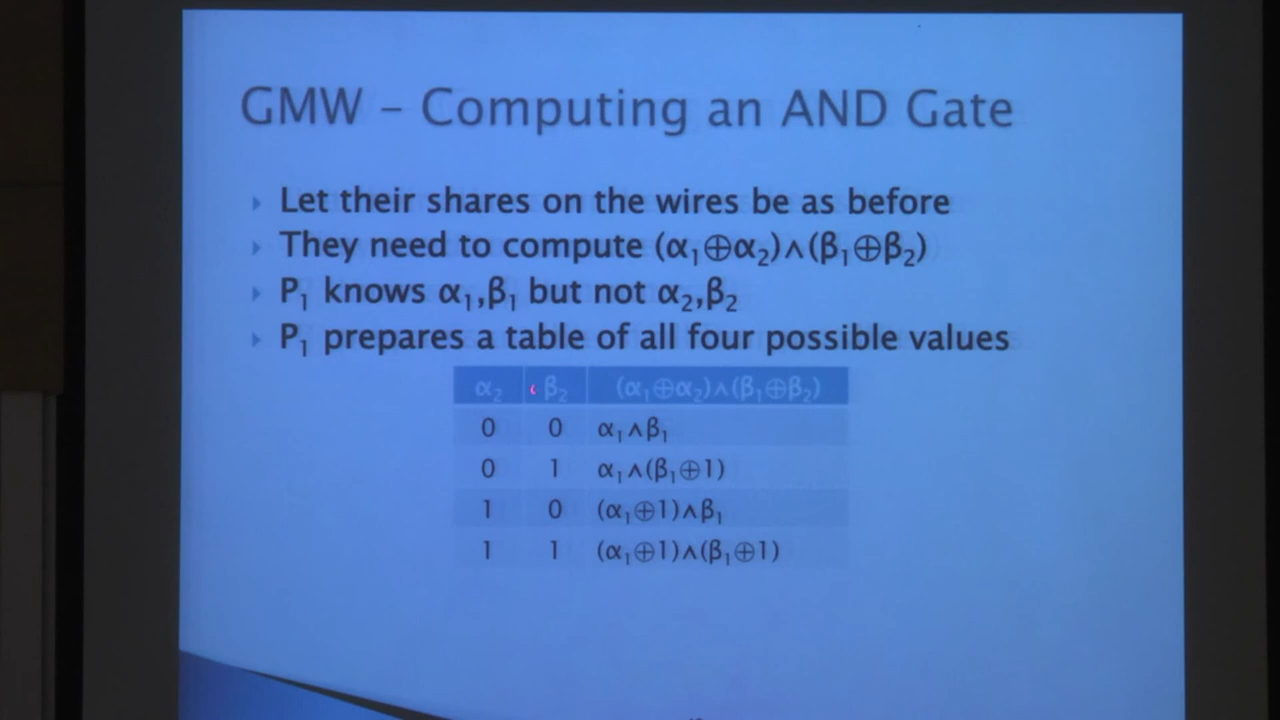 GMW – Computing an AND Gate
Let their shares on the wires be as before
They need to compute (α₁⊕α₂)∧(β₁⊕β₂)
P₁ knows α₁,β₁ but not α₂,β₂
P₁ prepares a table of all four possible values
α₂ β₂ (α₁⊕α₂)∧(β₁⊕β₂)
0 0 α₁∧β₁
0 1 α₁∧(β₁⊕1)
1 0 (α₁⊕1)∧β₁
1 1 (α₁⊕1)∧(β₁⊕1)